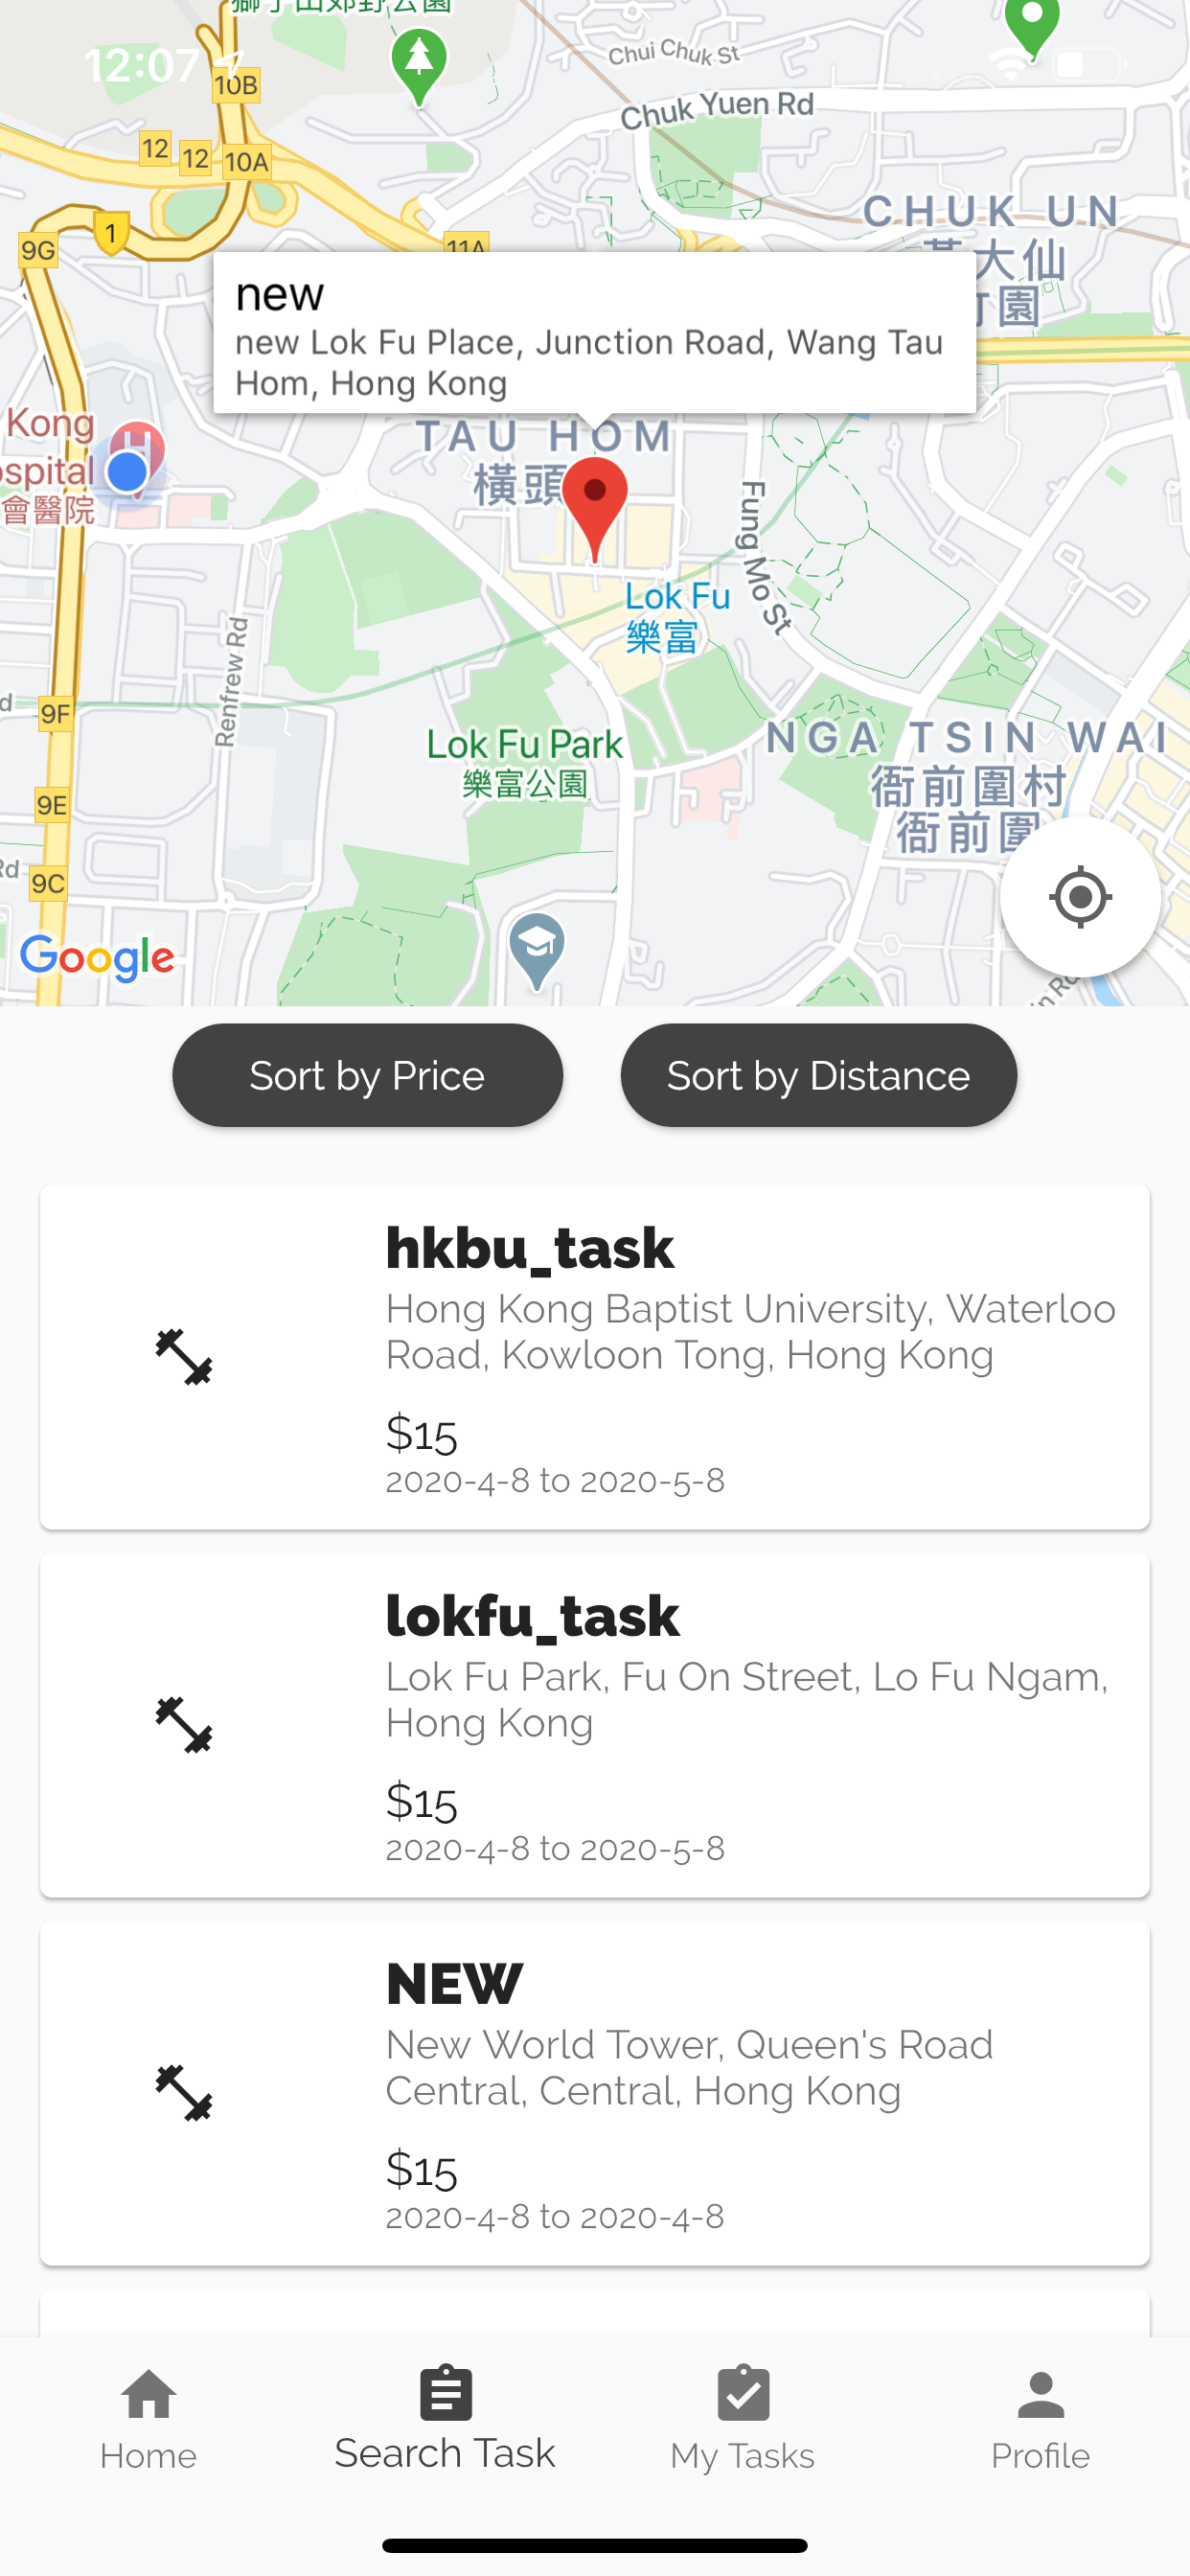 獅子山郊野公園
12:07
10B
Chui Chuk St
Chuk Yuen Rd
12
12
10A
CHUK UN
大仙
園
1
9G
11A
new
new Lok Fu Place, Junction Road, Wang Tau
Hom, Hong Kong
Kong
spital
會醫院
H
TAU HOM
橫頭
Fung Mo St
Lok Fu
樂富
Renfrew Rd
d
9F
Lok Fu Park
樂富公園
NGA TSIN WAI
衙前圍村
衙前圍
9E
Rd
9C
Google
in Rd
Sort by Price
Sort by Distance
hkbu_task
Hong Kong Baptist University, Waterloo
Road, Kowloon Tong, Hong Kong
$15
2020-4-8 to 2020-5-8
lokfu_task
Lok Fu Park, Fu On Street, Lo Fu Ngam,
Hong Kong
$15
2020-4-8 to 2020-5-8
NEW
New World Tower, Queen's Road
Central, Central, Hong Kong
$15
2020-4-8 to 2020-4-8
Home
Search Task
My Tasks
Profile